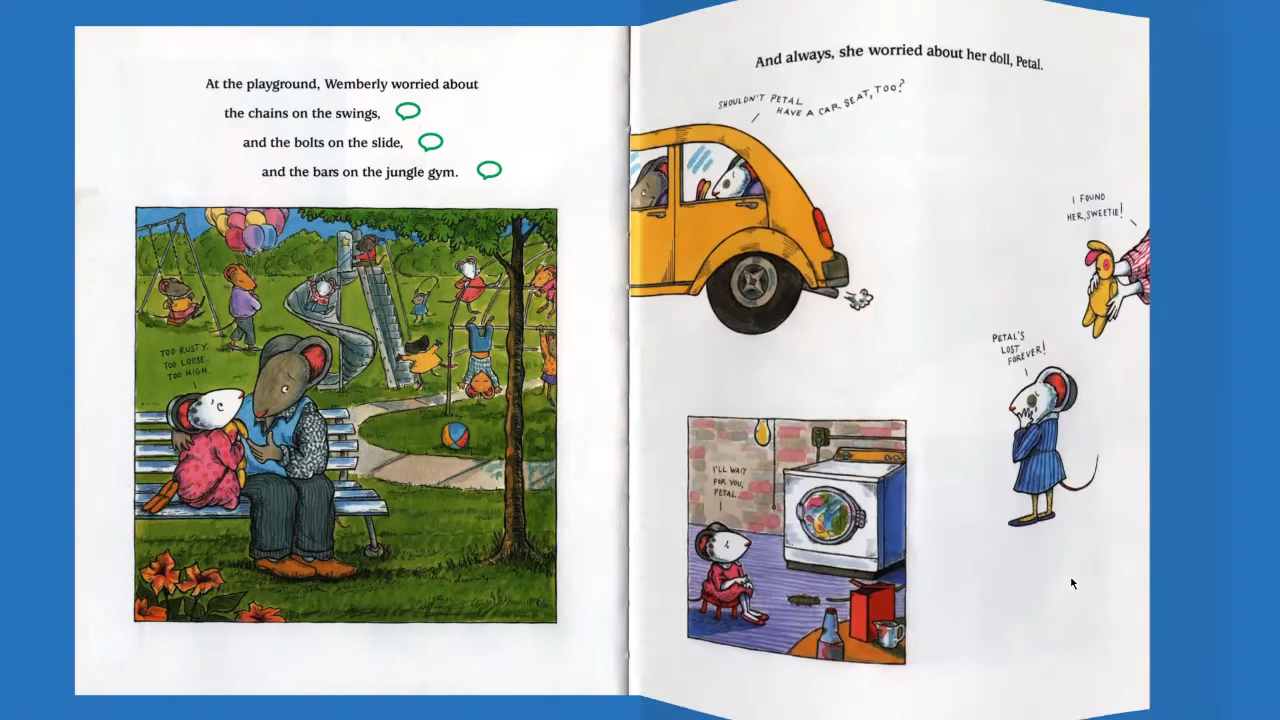 At the playground, Wemberly worried about
the chains on the swings,
and the bolts on the slide,
and the bars on the jungle gym.
TOO RUSTY.
TOO LOOSE.
TOO HIGH.
And always, she worried about her doll, Petal.
SHOULDN'T PETAL
HAVE A CAR SEAT, TOO?
I FOUND
HER, SWEETIE!
PETAL'S
LOST
FOREVER!
I'LL WAIT
FOR YOU,
PETAL.